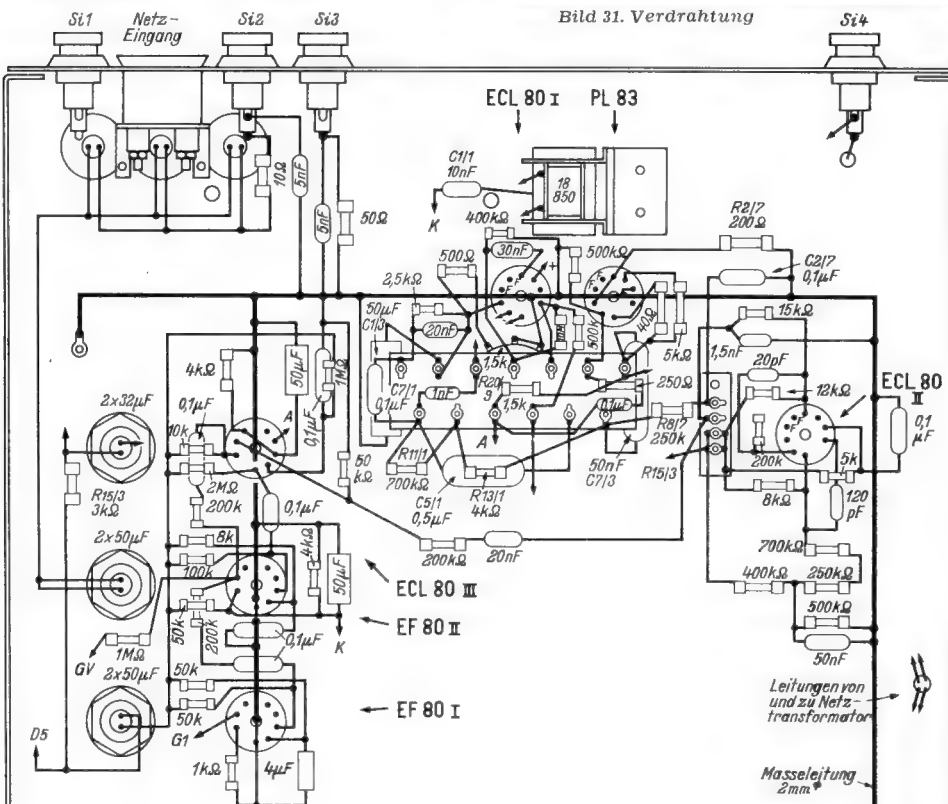 Bild 31. Verdrahtung
Si1
Netz-
Eingang
Si2
Si3
Si4
ECL 80 I
PL 83
10Ω
5nF
5nF
50Ω
C1/1
10nF
K
18
850
400kΩ
30nF
500Ω
2,5kΩ
50µF
C1/3
20nF
500kΩ
R2/7
200Ω
C2/7
0,1µF
40Ω
5kΩ
500k
1,5k
15kΩ
1,5nF
20pF
12kΩ
ECL 80
II
4kΩ
50µF
1MΩ
0,1µF
C7/1
0,1µF
1nF
R20
9
1,5k
0,1µF
250Ω
R8/7
250k
A
2x32µF
0,1µF
10k
A
2MΩ
200k
R15/3
3kΩ
0,1µF
50
kΩ
R11/1
700kΩ
C5/1
0,5µF
R13/1
4kΩ
A
50nF
C7/3
R15/3
200k
5k
0,1
µF
8kΩ
120
pF
2x50µF
8k
100k
4kΩ
50µF
200kΩ
20nF
700kΩ
400kΩ
250kΩ
500kΩ
50nF
ECL 80 III
50k
200k
0,1µF
K
EF 80 II
GV
1MΩ
2x50µF
50k
50k
G1
EF 80 I
D5
1kΩ
4µF
Leitungen von
und zu Netz-
transformator
Masseleitung
2mm
F
F
F
F
F
F